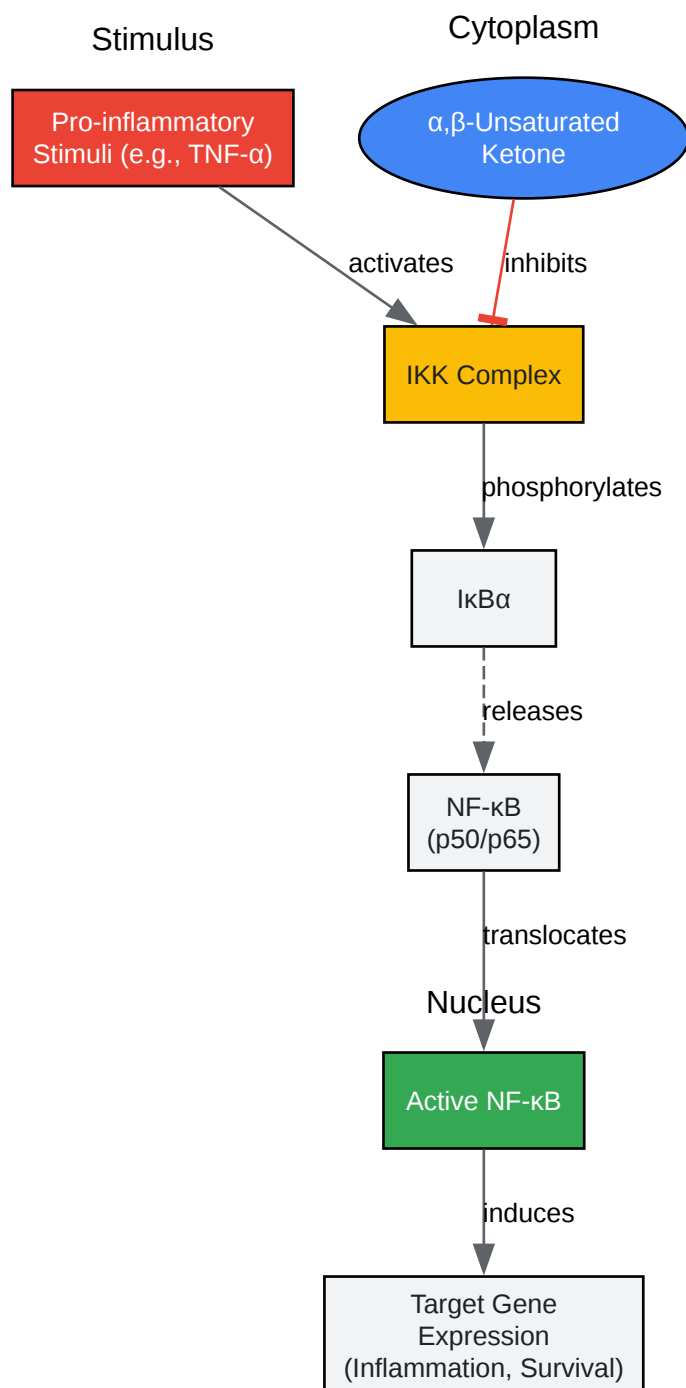 Stimulus
Cytoplasm
Pro-inflammatory
Stimuli (e.g., TNF-α)
α,β-Unsaturated
Ketone
activates
inhibits
IKK Complex
phosphorylates
IκBα
releases
NF-κB
(p50/p65)
translocates
Nucleus
Active NF-κB
induces
Target Gene
Expression
(Inflammation, Survival)